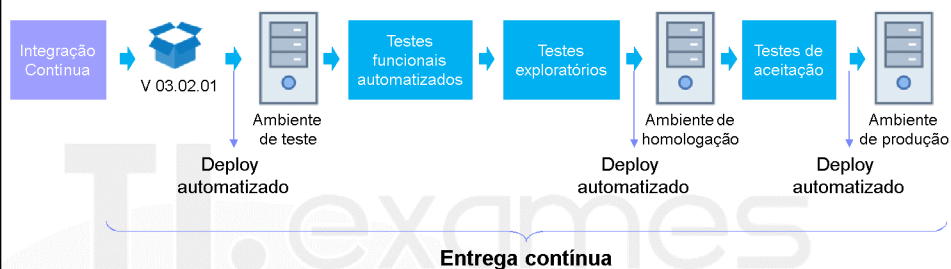 Integração
Contínua
V 03.02.01
Ambiente
de teste
Testes
funcionais
automatizados
Testes
exploratórios
Ambiente de
homologação
Testes de
aceitação
Ambiente
de produção
Deploy
automatizado
Deploy
automatizado
Deploy
automatizado
TI.exames
Entrega contínua